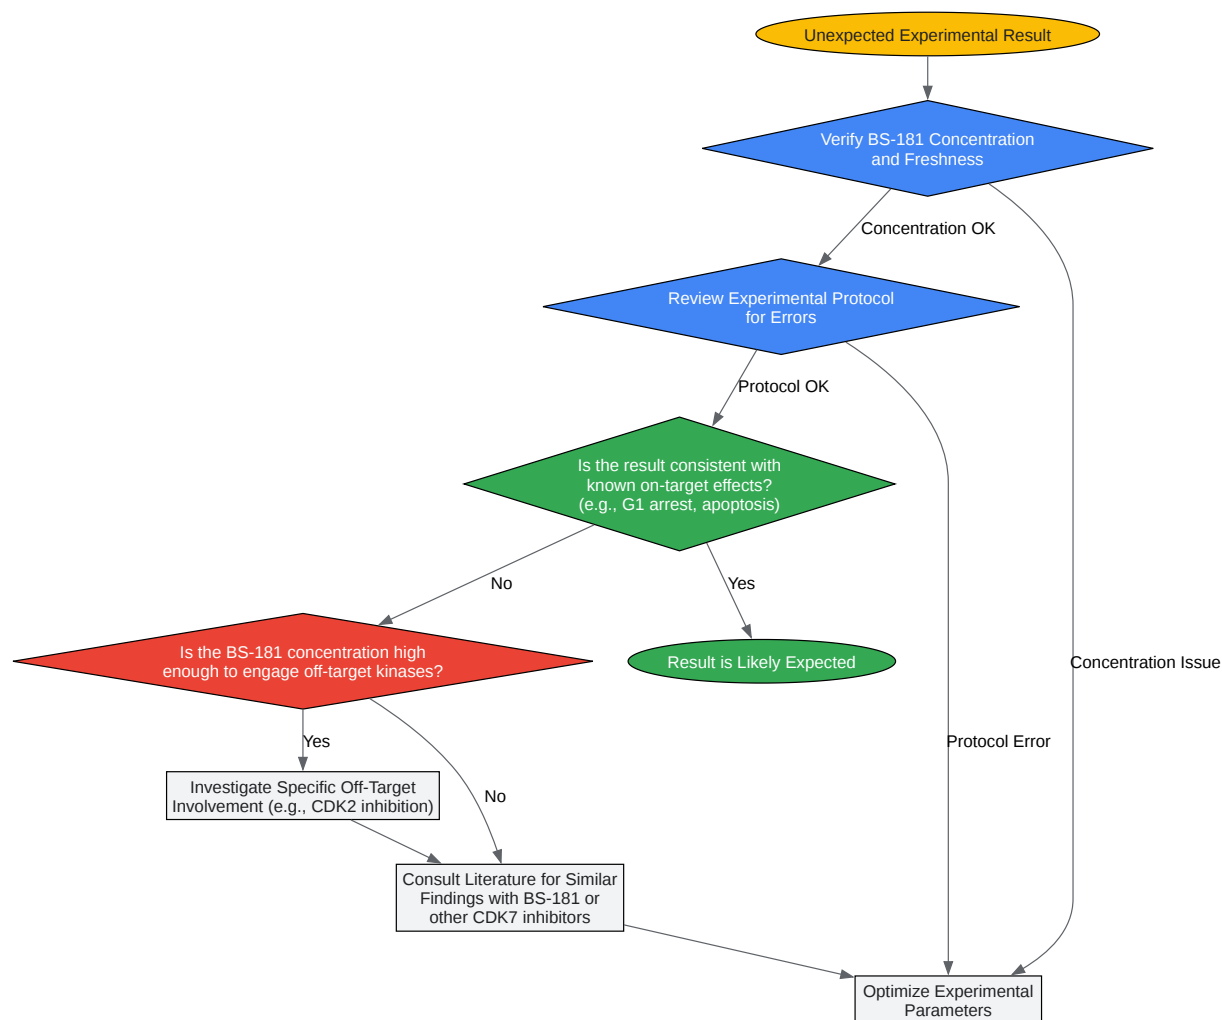 Unexpected Experimental Result
Verify BS-181 Concentration
and Freshness
Concentration OK
Review Experimental Protocol
for Errors
Protocol OK
Is the result consistent with
known on-target effects?
(e.g., G1 arrest, apoptosis)
No
Yes
Is the BS-181 concentration high
enough to engage off-target kinases?
Result is Likely Expected
Concentration Issue
Yes
Protocol Error
Investigate Specific Off-Target
Involvement (e.g., CDK2 inhibition)
No
Consult Literature for Similar
Findings with BS-181 or
other CDK7 inhibitors
Optimize Experimental
Parameters